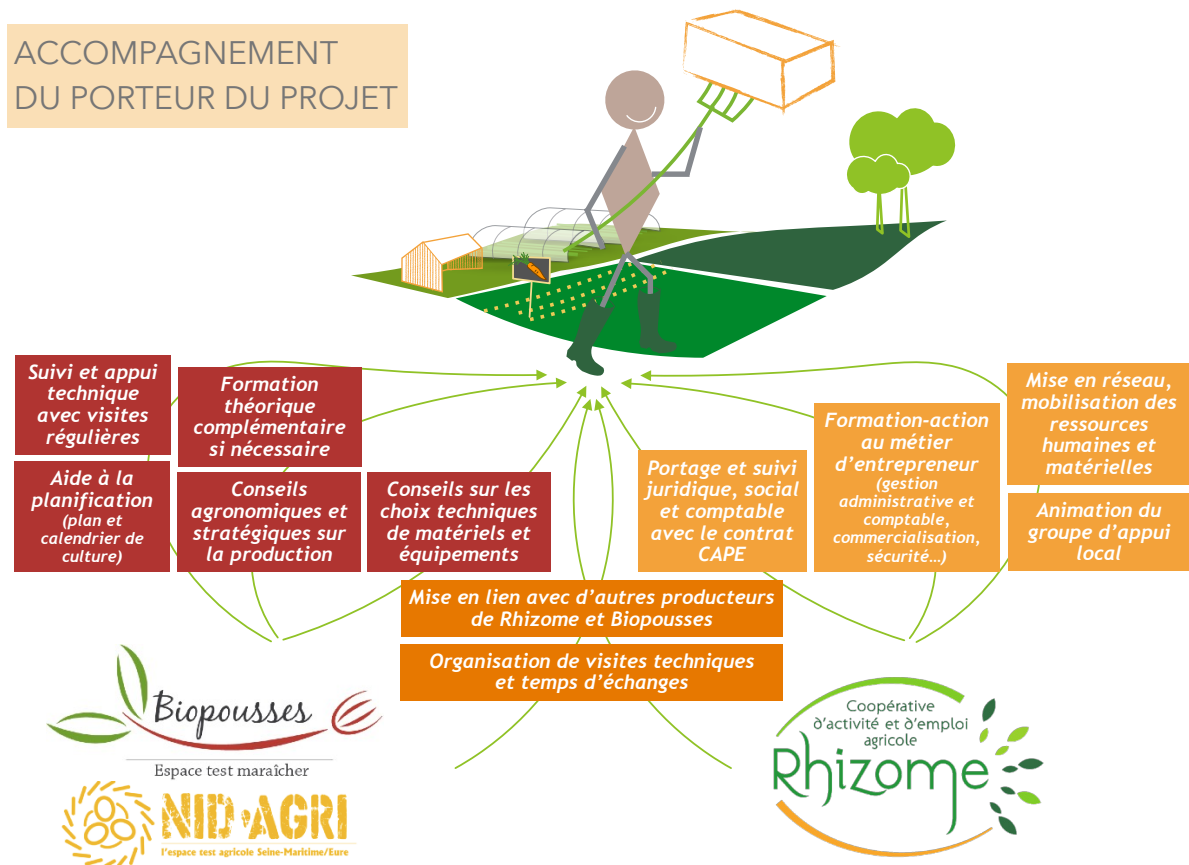 ACCOMPAGNEMENT
DU PORTEUR DU PROJET
Suivi et appui
technique
avec visites
régulières
Formation
théorique
complémentaire
si nécessaire
Aide à la
planification
(plan et
calendrier de
culture)
Conseils
agronomiques et
stratégiques sur
la production
Conseils sur les
choix techniques
de matériels et
équipements
Portage et suivi
juridique, social
et comptable
avec le contrat
CAPE
Formation-action
au métier
d’entrepreneur
(gestion
administrative et
comptable,
commercialisation,
sécurité…)
Mise en réseau,
mobilisation des
ressources
humaines et
matérielles
Animation du
groupe d’appui
local
Mise en lien avec d’autres producteurs
de Rhizome et Biopousses
Organisation de visites techniques
et temps d’échanges
Biopousses
Espace test maraîcher
NID'AGRI
l'espace test agricole Seine-Maritime/Eure
Coopérative
d'activité et d'emploi
agricole
Rhizome